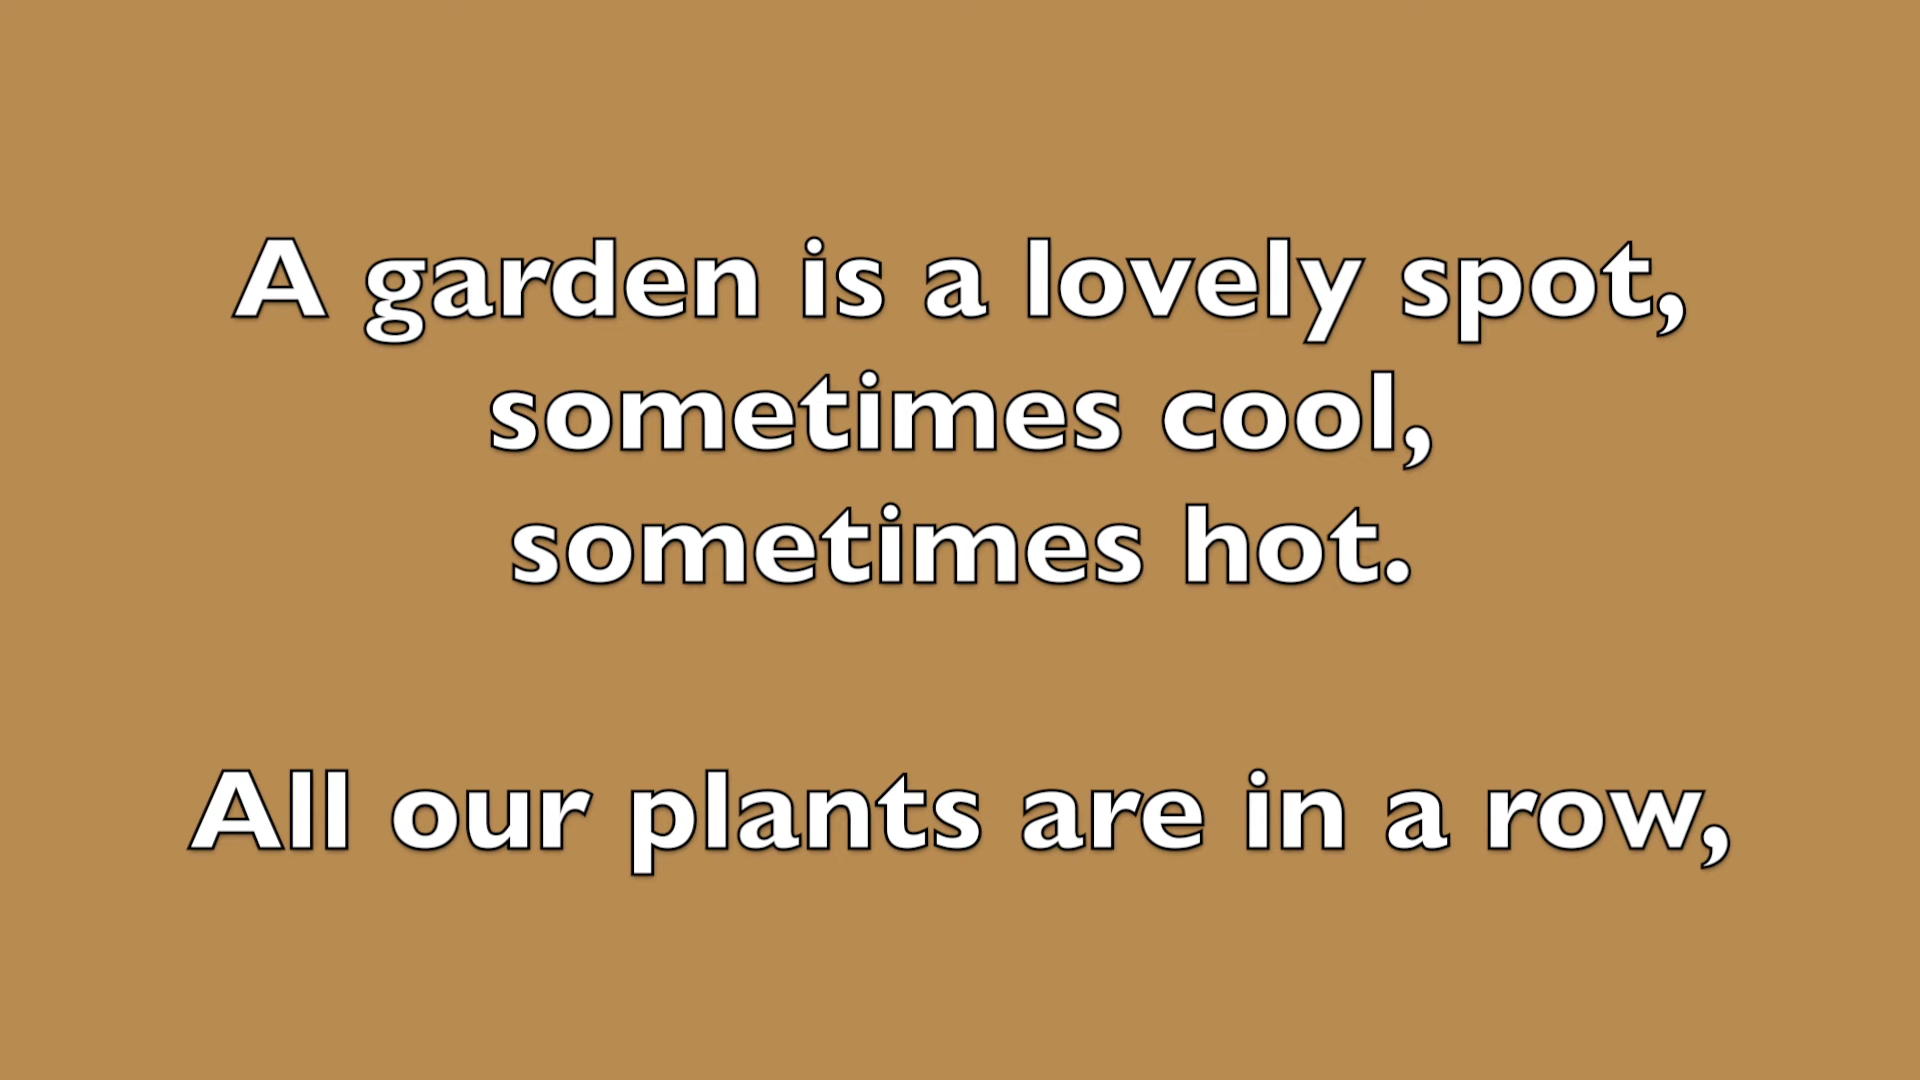 A garden is a lovely spot,
sometimes cool,
sometimes hot.
All our plants are in a row,